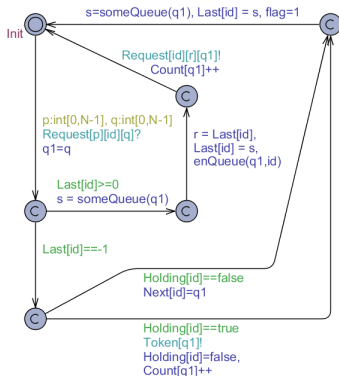 s=someQueue(q1), Last[id] = s, flag=1
C
Init
Request[id][r][q1]!
Count[q1]++
C
p:int[0,N-1], q:int[0,N-1]
Request[p][id][q]?
q1=q
r = Last[id],
Last[id] = s,
enQueue(q1,id)
Last[id]>=0
s = someQueue(q1)
C
C
Last[id]==-1
Holding[id]==false
Next[id]=q1
C
Holding[id]==true
Token[q1]!
Holding[id]=false,
Count[q1]++